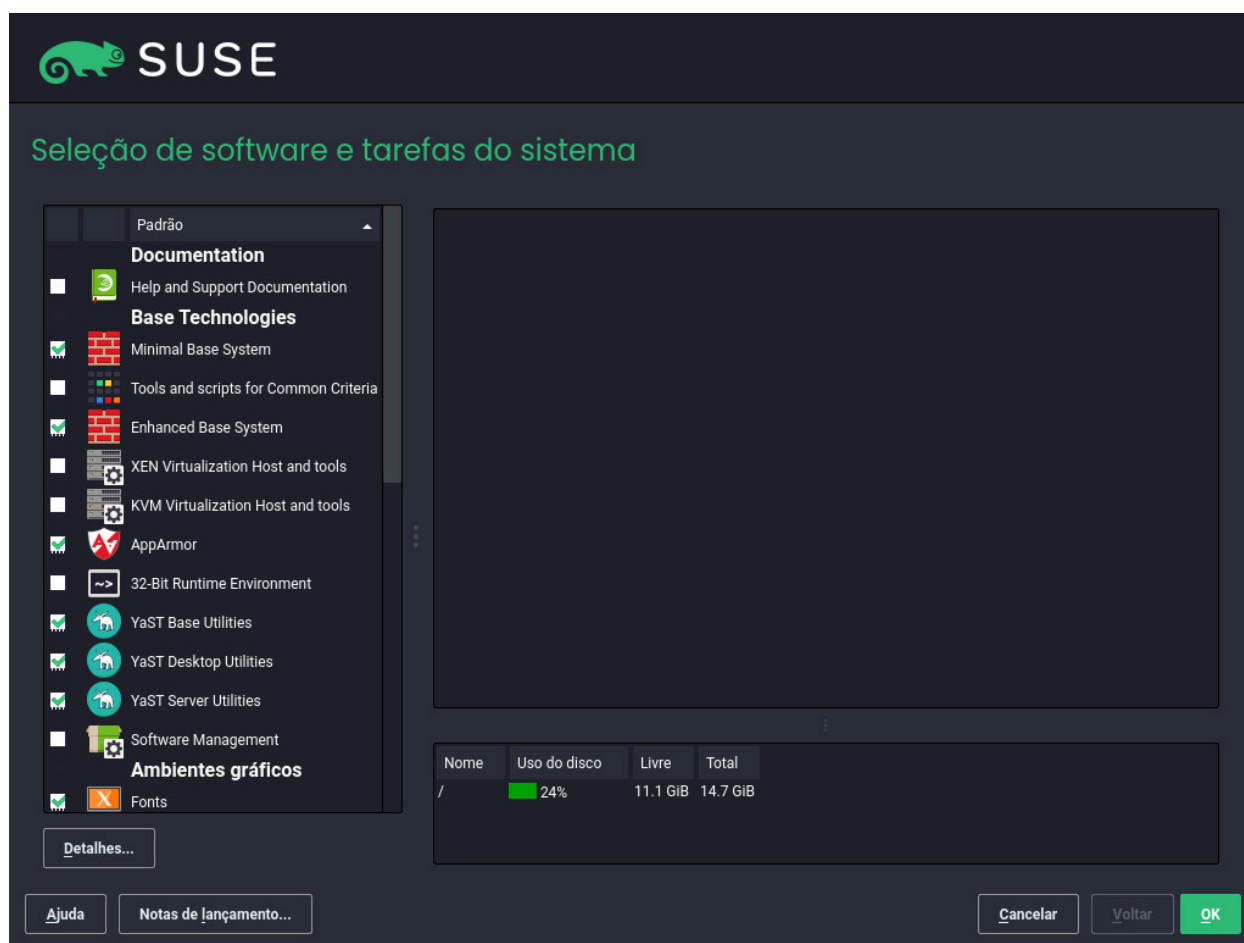 SUSE
Seleção de software e tarefas do sistema
Padrão
Documentation
Help and Support Documentation
Base Technologies
Minimal Base System
Tools and scripts for Common Criteria
Enhanced Base System
XEN Virtualization Host and tools
KVM Virtualization Host and tools
AppArmor
32-Bit Runtime Environment
YaST Base Utilities
YaST Desktop Utilities
YaST Server Utilities
Software Management
Ambientes gráficos
Fonts
Nome Uso do disco Livre Total
/ 24% 11.1 GiB 14.7 GiB
Detalhes...
Ajuda Notas de lançamento... Cancelar Voltar OK